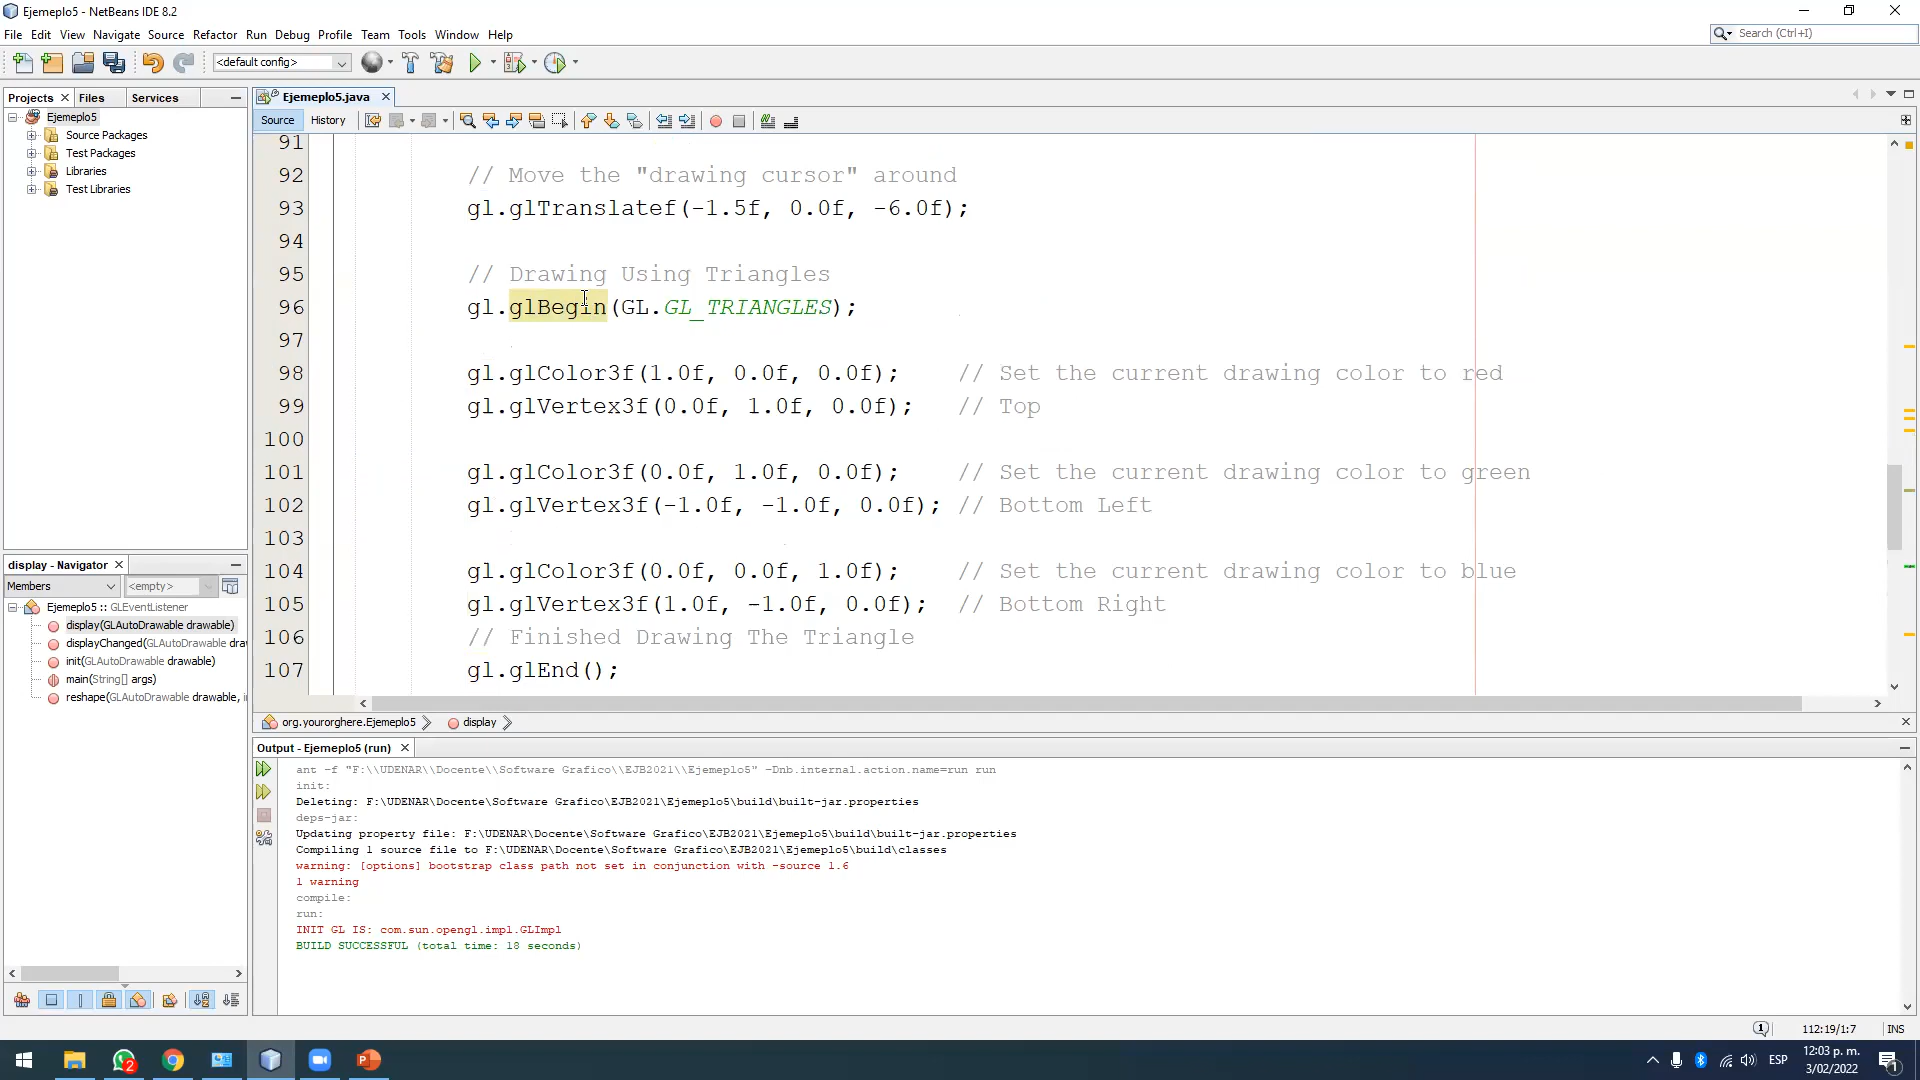 Ejemeplo5 - NetBeans IDE 8.2
File Edit View Navigate Source Refactor Run Debug Profile Team Tools Window Help
Search (Ctrl+I)
<default config>
Projects Files Services
Ejemeplo5.java
Ejemeplo5
Source Packages
Test Packages
Libraries
Test Libraries
Source History
91
92 // Move the "drawing cursor" around
93 gl.glTranslatef(-1.5f, 0.0f, -6.0f);
94
95 // Drawing Using Triangles
96 gl.glBegin(GL.GL_TRIANGLES);
97
98 gl.glColor3f(1.0f, 0.0f, 0.0f); // Set the current drawing color to red
99 gl.glVertex3f(0.0f, 1.0f, 0.0f); // Top
100
101 gl.glColor3f(0.0f, 1.0f, 0.0f); // Set the current drawing color to green
102 gl.glVertex3f(-1.0f, -1.0f, 0.0f); // Bottom Left
103
104 gl.glColor3f(0.0f, 0.0f, 1.0f); // Set the current drawing color to blue
105 gl.glVertex3f(1.0f, -1.0f, 0.0f); // Bottom Right
106 // Finished Drawing The Triangle
107 gl.glEnd();
org.yourorghere.Ejemeplo5 display
display - Navigator
Members <empty>
Ejemeplo5 :: GLEventListener
display(GLAutoDrawable drawable)
displayChanged(GLAutoDrawable dra
init(GLAutoDrawable drawable)
main(String[] args)
reshape(GLAutoDrawable drawable, i
Output - Ejemeplo5 (run)
ant -f "F:\\UDENAR\\Docente\\Software Grafico\\EJB2021\\Ejemeplo5" -Dnb.internal.action.name=run run
init:
Deleting: F:\UDENAR\Docente\Software Grafico\EJB2021\Ejemeplo5\build\built-jar.properties
deps-jar:
Updating property file: F:\UDENAR\Docente\Software Grafico\EJB2021\Ejemeplo5\build\built-jar.properties
Compiling 1 source file to F:\UDENAR\Docente\Software Grafico\EJB2021\Ejemeplo5\build\classes
warning: [options] bootstrap class path not set in conjunction with -source 1.6
1 warning
compile:
run:
INIT GL IS: com.sun.opengl.impl.GLImpl
BUILD SUCCESSFUL (total time: 18 seconds)
1 112:19/1:7 INS
2
ESP
12:03 p. m.
3/02/2022
1